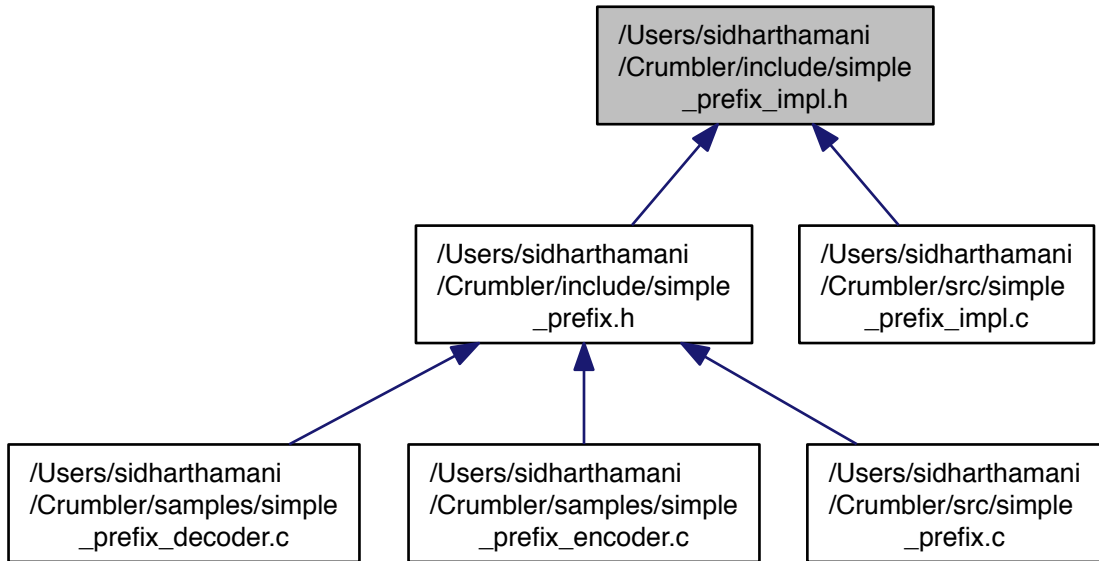 /Users/sidharthamani
/Crumbler/include/simple
_prefix_impl.h
/Users/sidharthamani
/Crumbler/include/simple
_prefix.h
/Users/sidharthamani
/Crumbler/src/simple
_prefix_impl.c
/Users/sidharthamani
/Crumbler/samples/simple
_prefix_decoder.c
/Users/sidharthamani
/Crumbler/samples/simple
_prefix_encoder.c
/Users/sidharthamani
/Crumbler/src/simple
_prefix.c